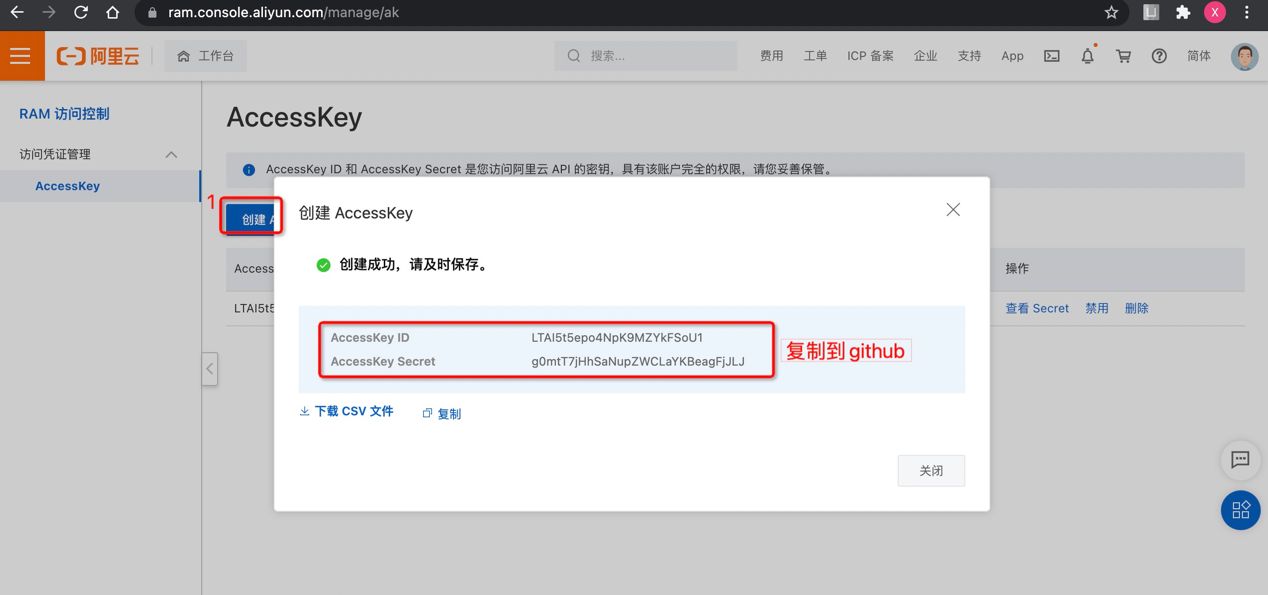 ram.console.aliyun.com/manage/ak
X
阿里云
工作台
搜索...
费用
工单
ICP 备案
企业
支持
App
简体
RAM 访问控制
访问凭证管理
AccessKey
AccessKey
AccessKey ID 和 AccessKey Secret 是您访问阿里云 API 的密钥，具有该账户完全的权限，请您妥善保管。
1
创建 A
创建 AccessKey
创建成功，请及时保存。
Access
操作
LTAI5t5
查看 Secret
禁用
删除
AccessKey ID
LTAI5t5epo4NpK9MZYkFSoU1
AccessKey Secret
g0mtT7jHhSaNupZWCLaYKBeagFjJLJ
复制到 github
下载 CSV 文件
复制
关闭